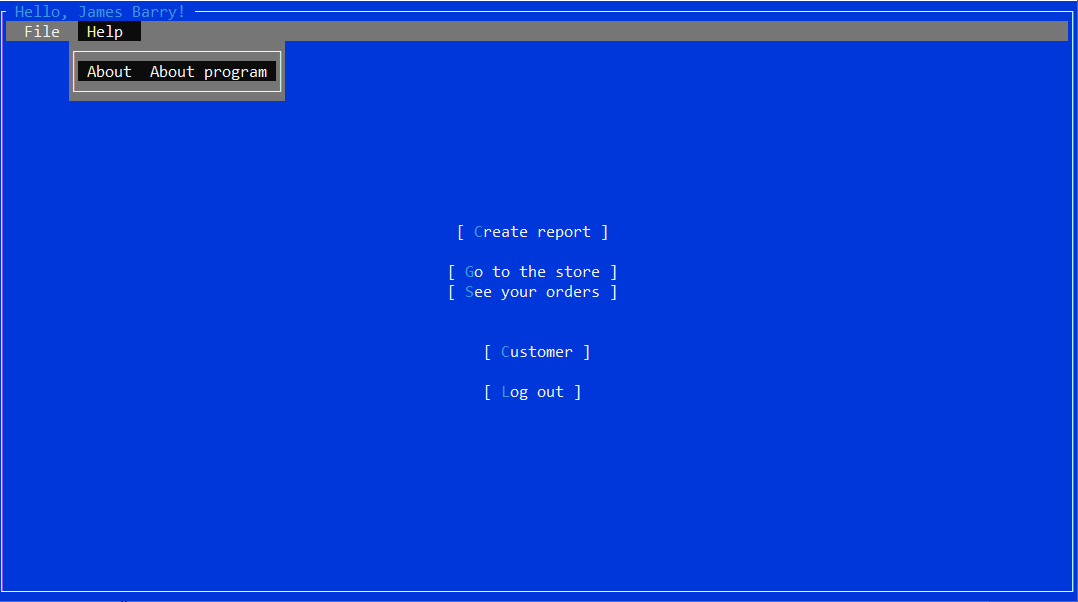 Hello, James Barry!
File Help
About About program
[ Create report ]
[ Go to the store ]
[ See your orders ]
[ Customer ]
[ Log out ]